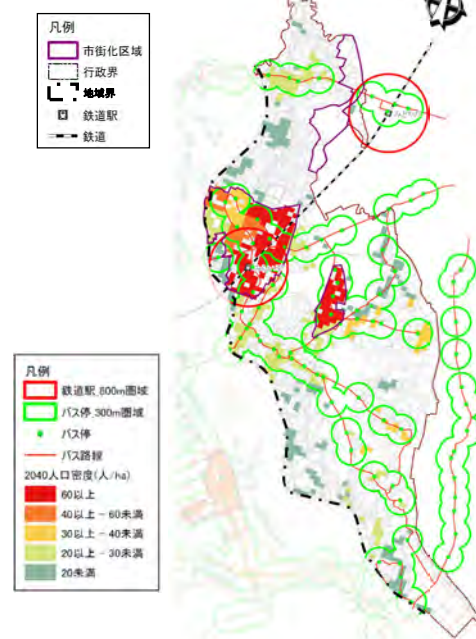 凡例
市街化区域
行政界
地域界
鉄道駅
鉄道
凡例
鉄道駅_800m圏域
バス停_300m圏域
バス停
バス路線
2040人口密度(人/ha)
60以上
40以上－60未満
30以上－40未満
20以上－30未満
20未満